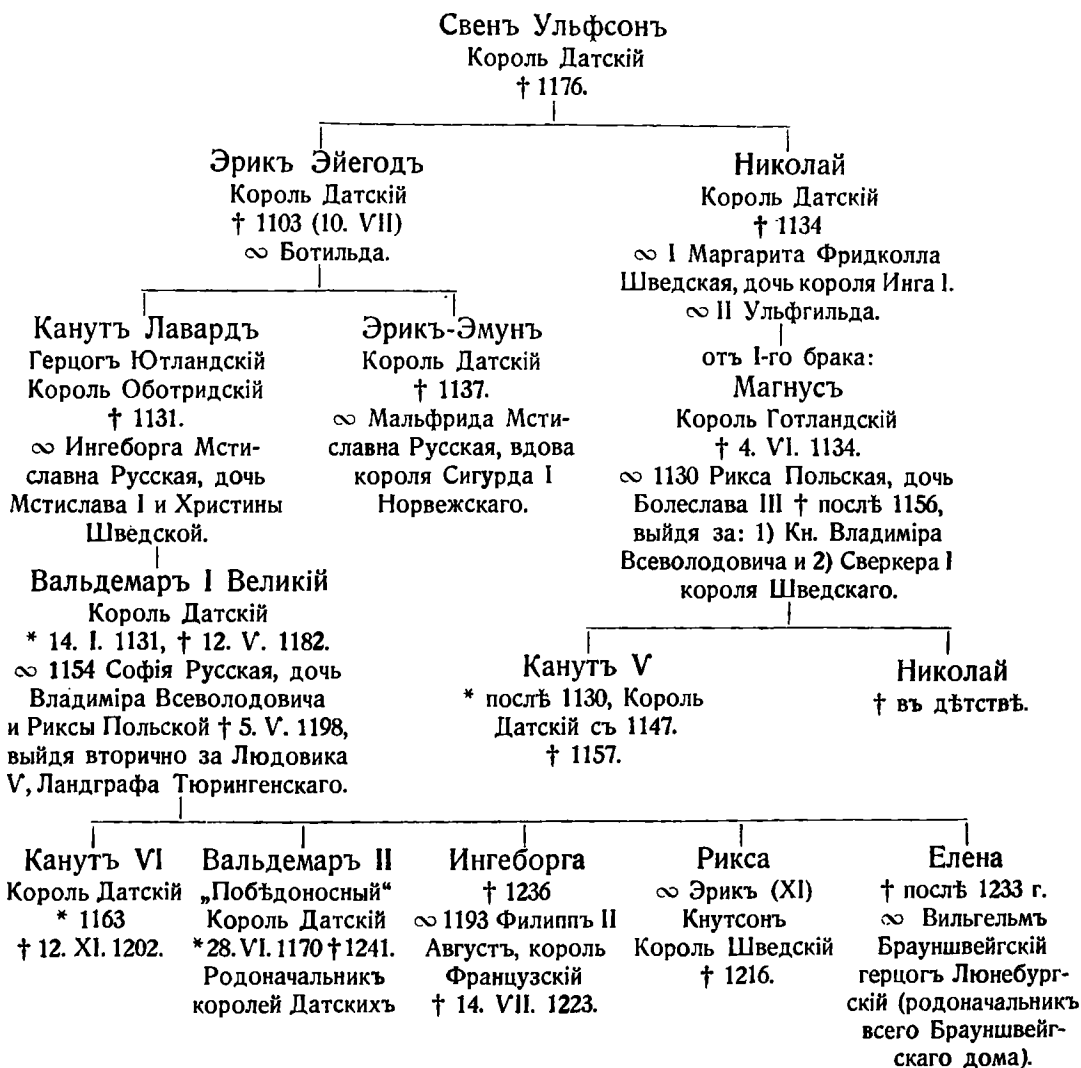 Свенъ Ульфсонъ
Король Датскій
† 1176.
Эрикъ Эйегодъ
Король Датскій
† 1103 (10. VII)
∞ Ботильда.
Николай
Король Датскій
† 1134
∞ I Маргарита Фридколла
Шведская, дочь короля Инга I.
∞ II Ульфгильда.
отъ I-го брака:
Магнусъ
Король Готландскій
† 4. VI. 1134.
∞ 1130 Рикса Польская, дочь
Болеслава III † послѣ 1156,
выйдя за: 1) Кн. Владиміра
Всеволодовича и 2) Сверкера I
короля Шведскаго.
Канутъ Лавардъ
Герцогъ Ютландскій
Король Оботридскій
† 1131.
∞ Ингеборга Мсти-
славна Русская, дочь
Мстислава I и Христины
Шведской.
Эрикъ-Эмунъ
Король Датскій
† 1137.
∞ Мальфрида Мсти-
славна Русская, вдова
короля Сигурда I
Норвежскаго.
Вальдемаръ I Великій
Король Датскій
* 14. I. 1131, † 12. V. 1182.
∞ 1154 Софія Русская, дочь
Владиміра Всеволодовича
и Риксы Польской † 5. V. 1198,
выйдя вторично за Людовика
V, Ландграфа Тюрингенскаго.
Канутъ V
* послѣ 1130, Король
Датскій съ 1147.
† 1157.
Николай
† въ дѣтствѣ.
Канутъ VI
Король Датскій
* 1163
† 12. XI. 1202.
Вальдемаръ II
„Побѣдоносный“
Король Датскій
*28. VI. 1170 † 1241.
Родоначальникъ
королей Датскихъ
Ингеборга
† 1236
∞ 1193 Филиппъ II
Августъ, король
Французскій
† 14. VII. 1223.
Рикса
∞ Эрикъ (XI)
Кнутсонъ
Король Шведскій
† 1216.
Елена
† послѣ 1233 г.
∞ Вильгельмъ
Брауншвейгскій
герцогъ Люнебург-
скій (родоначальникъ
всего Брауншвейг-
скаго дома).